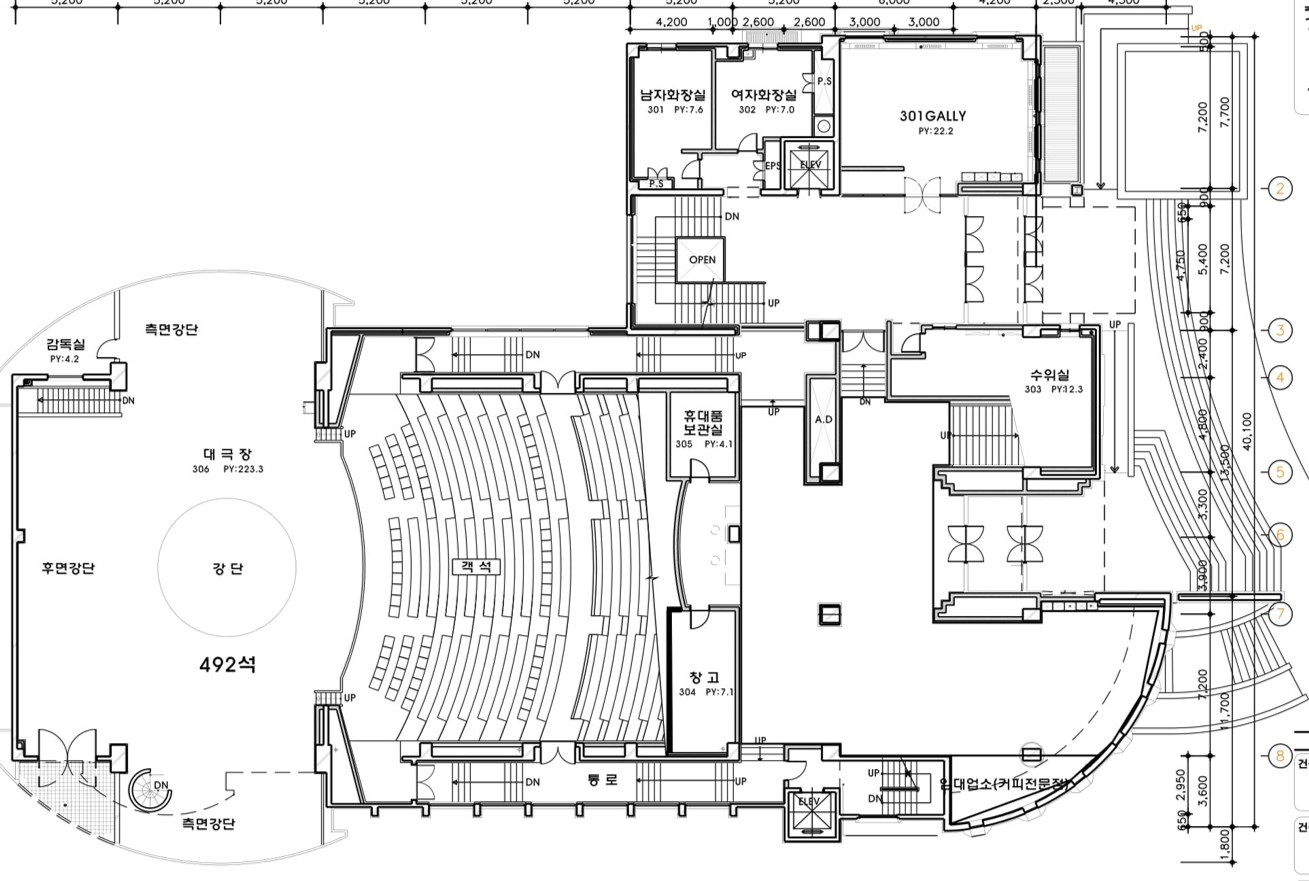 5,200 5,200 5,200 5,200 5,200 5,200 5,200 5,200 6,000 4,200 2,500 4,500
4,200 1,000 2,600 2,600 3,000 3,000
UP
남자화장실
301 PY:7.6
여자화장실
302 PY:7.0
P.S
301GALLY
PY:22.2
P.S
EPS
ELEV
DN
OPEN
UP
500
7,200
7,700
2
900
650
4,750
5,400
7,200
측면강단
감독실
PY:4.2
DN
DN
UP
UP
900
3
2,400
4
수위실
303 PY:12.3
DN
UP
A.D
UP
휴대품
보관실
305 PY:4.1
UP
4,800
13,500
40,100
5
대극장
306 PY:223.3
3,300
6
후면강단
강단
객석
3,900
7
492석
UP
창고
304 PY:7.1
7,200
11,700
UP
8
DN
통로
UP
ELEV
UP
DN
임대업소(커피전문점)
DN
측면강단
2,950
3,600
650
1,800